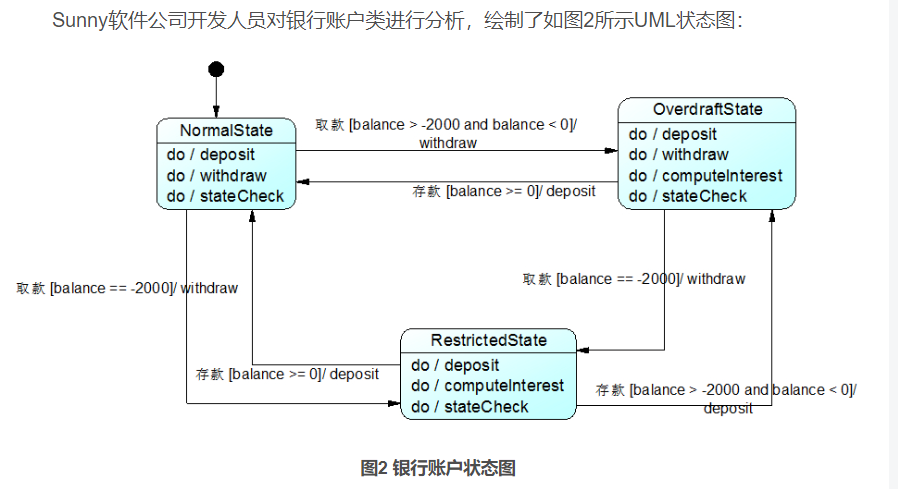 Sunny软件公司开发人员对银行账户类进行分析，绘制了如图2所示UML状态图：
NormalState
do / deposit
do / withdraw
do / stateCheck
取款 [balance > -2000 and balance < 0]/
withdraw
存款 [balance >= 0]/ deposit
OverdraftState
do / deposit
do / withdraw
do / computeInterest
do / stateCheck
取款 [balance == -2000]/ withdraw
取款 [balance == -2000]/ withdraw
RestrictedState
do / deposit
do / computeInterest
do / stateCheck
存款 [balance >= 0]/ deposit
存款 [balance > -2000 and balance < 0]/
deposit
图2 银行账户状态图